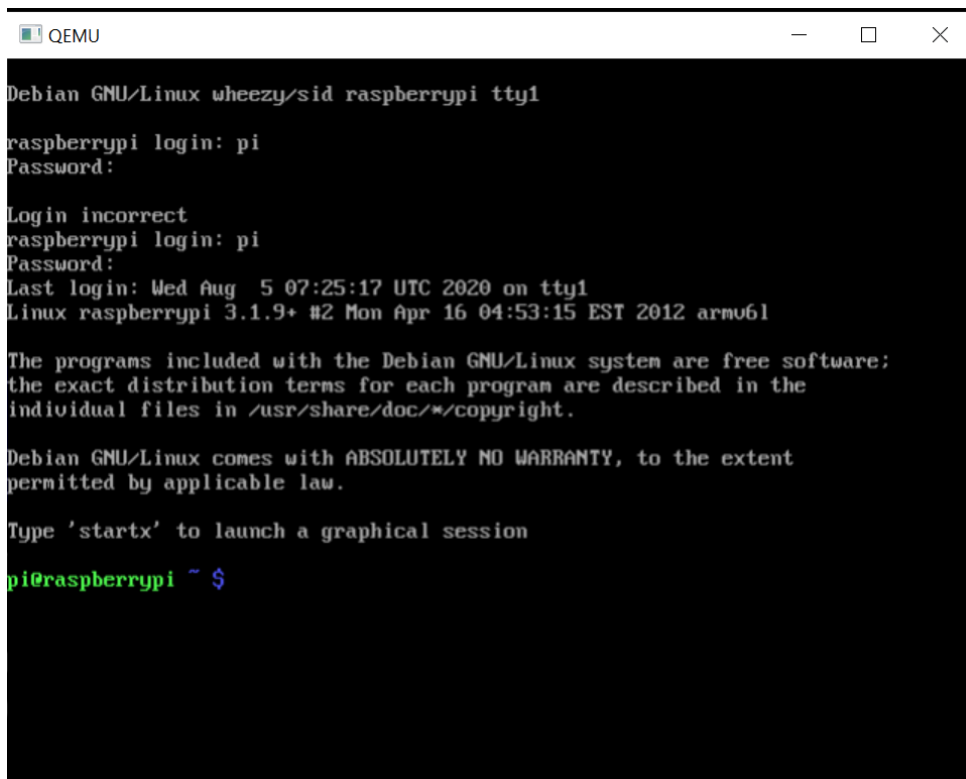 QEMU
Debian GNU/Linux wheezy/sid raspberrypi tty1
raspberrypi login: pi
Password:
Login incorrect
raspberrypi login: pi
Password:
Last login: Wed Aug  5 07:25:17 UTC 2020 on tty1
Linux raspberrypi 3.1.9+ #2 Mon Apr 16 04:53:15 EST 2012 armv6l
The programs included with the Debian GNU/Linux system are free software;
the exact distribution terms for each program are described in the
individual files in /usr/share/doc/*/copyright.
Debian GNU/Linux comes with ABSOLUTELY NO WARRANTY, to the extent
permitted by applicable law.
Type 'startx' to launch a graphical session
pi@raspberrypi ~ $